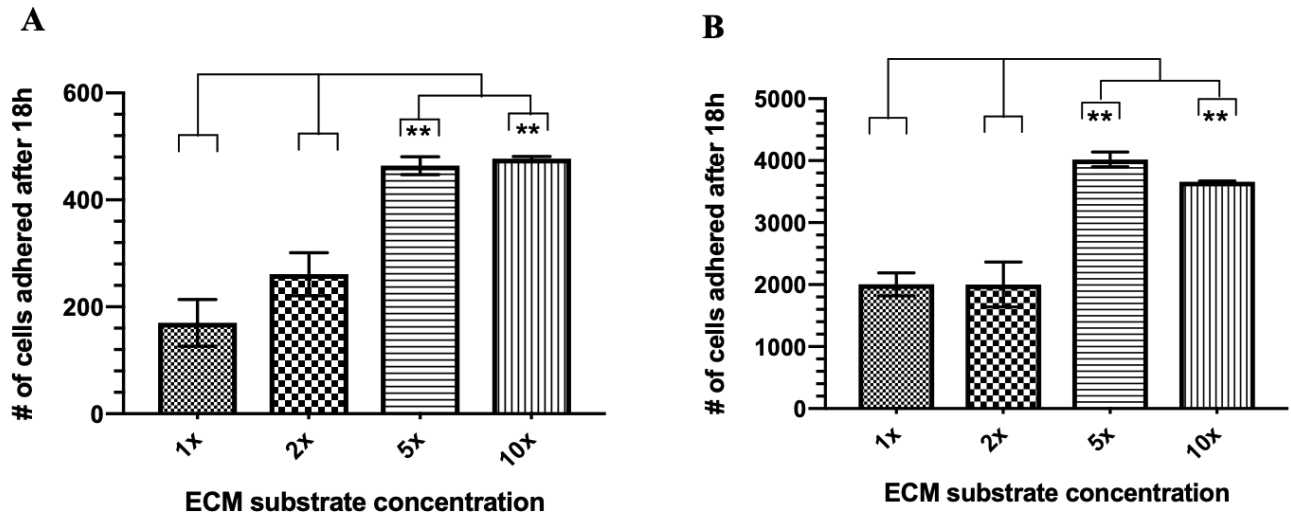 A
# of cells adhered after 18h
600
400
200
0
** **
1x 2x 5x 10x
ECM substrate concentration
B
# of cells adhered after 18h
5000
4000
3000
2000
1000
0
** **
1x 2x 5x 10x
ECM substrate concentration